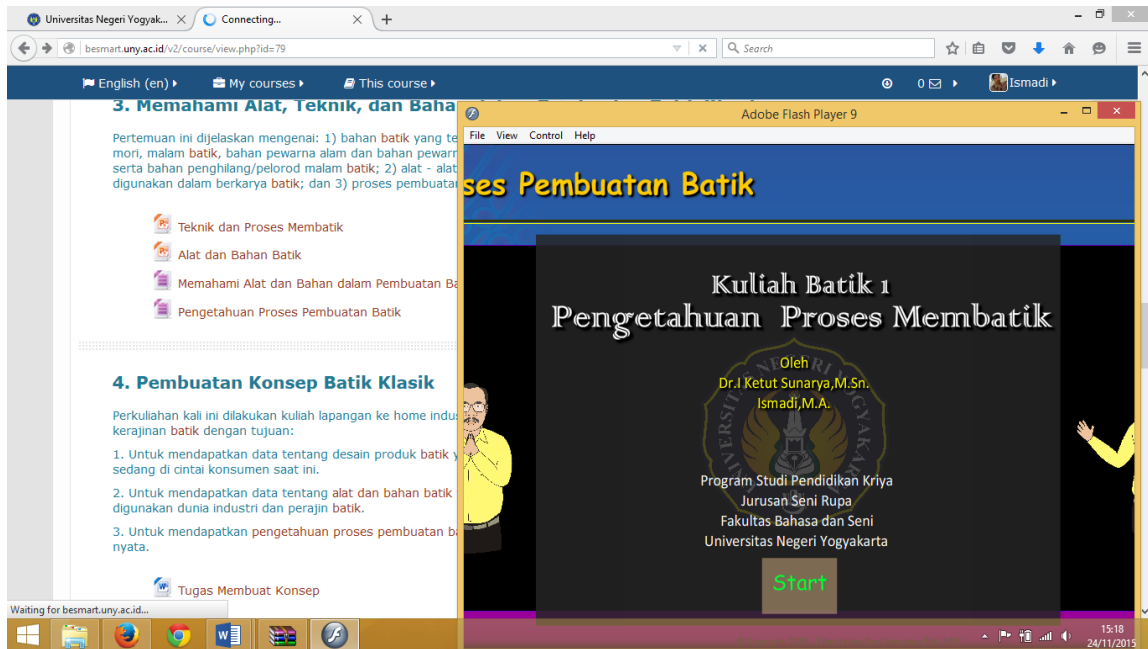 Universitas Negeri Yogyak...
Connecting...
besmart.uny.ac.id/v2/course/view.php?id=79
Search
English (en)
My courses
This course
0
Ismadi
3. Memahami Alat, Teknik, dan Baha
Pertemuan ini dijelaskan mengenai: 1) bahan batik yang te
mori, malam batik, bahan pewarna alam dan bahan pewarn
serta bahan penghilang/pelorod malam batik; 2) alat - alat
digunakan dalam berkarya batik; dan 3) proses pembuatan
Teknik dan Proses Membatik
Alat dan Bahan Batik
Memahami Alat dan Bahan dalam Pembuatan Ba
Pengetahuan Proses Pembuatan Batik
4. Pembuatan Konsep Batik Klasik
Perkuliahan kali ini dilakukan kuliah lapangan ke home indus
kerajinan batik dengan tujuan:
1. Untuk mendapatkan data tentang desain produk batik y
sedang di cintai konsumen saat ini.
2. Untuk mendapatkan data tentang alat dan bahan batik
digunakan dunia industri dan perajin batik.
3. Untuk mendapatkan pengetahuan proses pembuatan ba
nyata.
Tugas Membuat Konsep
Waiting for besmart.uny.ac.id...
Adobe Flash Player 9
File View Control Help
ses Pembuatan Batik
Kuliah Batik 1
Pengetahuan Proses Membatik
Oleh
Dr.I Ketut Sunarya,M.Sn.
Ismadi,M.A.
Program Studi Pendidikan Kriya
Jurusan Seni Rupa
Fakultas Bahasa dan Seni
Universitas Negeri Yogyakarta
Start
UNIVERSITAS NEGERI YOGYAKARTA
15:18
24/11/2015